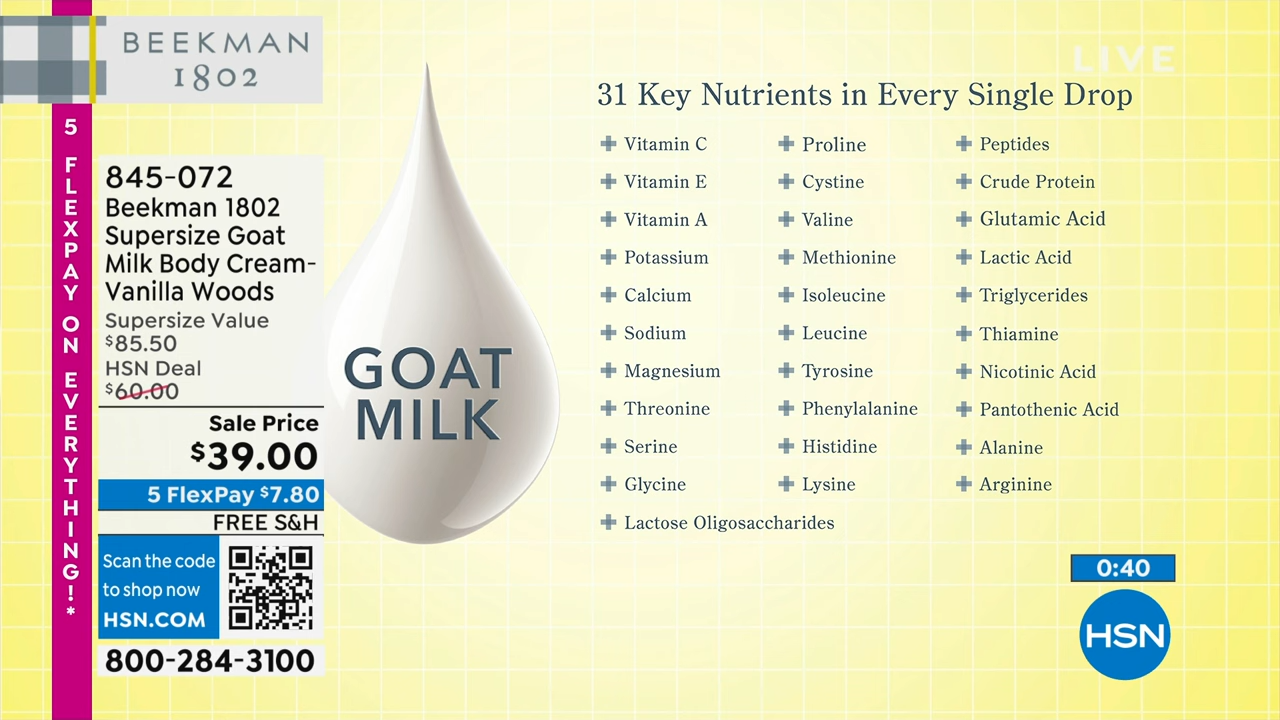 BEEKMAN
1802
5 FLEXPAY ON EVERYTHING!*
845-072
Beekman 1802
Supersize Goat
Milk Body Cream-
Vanilla Woods
Supersize Value
$85.50
HSN Deal
$60.00
Sale Price
$39.00
5 FlexPay $7.80
FREE S&H
Scan the code
to shop now
HSN.COM
800-284-3100
GOAT
MILK
LIVE
31 Key Nutrients in Every Single Drop
Vitamin C
Vitamin E
Vitamin A
Potassium
Calcium
Sodium
Magnesium
Threonine
Serine
Glycine
Lactose Oligosaccharides
Proline
Cystine
Valine
Methionine
Isoleucine
Leucine
Tyrosine
Phenylalanine
Histidine
Lysine
Peptides
Crude Protein
Glutamic Acid
Lactic Acid
Triglycerides
Thiamine
Nicotinic Acid
Pantothenic Acid
Alanine
Arginine
0:40
HSN